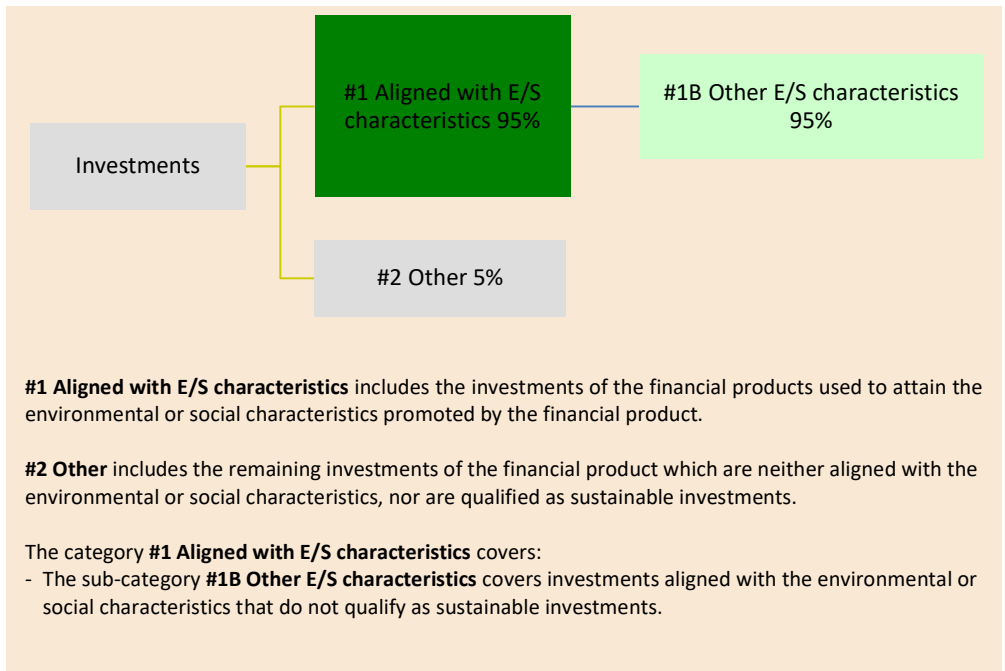 #1 Aligned with E/S
characteristics 95%
#1B Other E/S characteristics
95%
Investments
#2 Other 5%
#1 Aligned with E/S characteristics includes the investments of the financial products used to attain the
environmental or social characteristics promoted by the financial product.
#2 Other includes the remaining investments of the financial product which are neither aligned with the
environmental or social characteristics, nor are qualified as sustainable investments.
The category #1 Aligned with E/S characteristics covers:
- The sub-category #1B Other E/S characteristics covers investments aligned with the environmental or
social characteristics that do not qualify as sustainable investments.